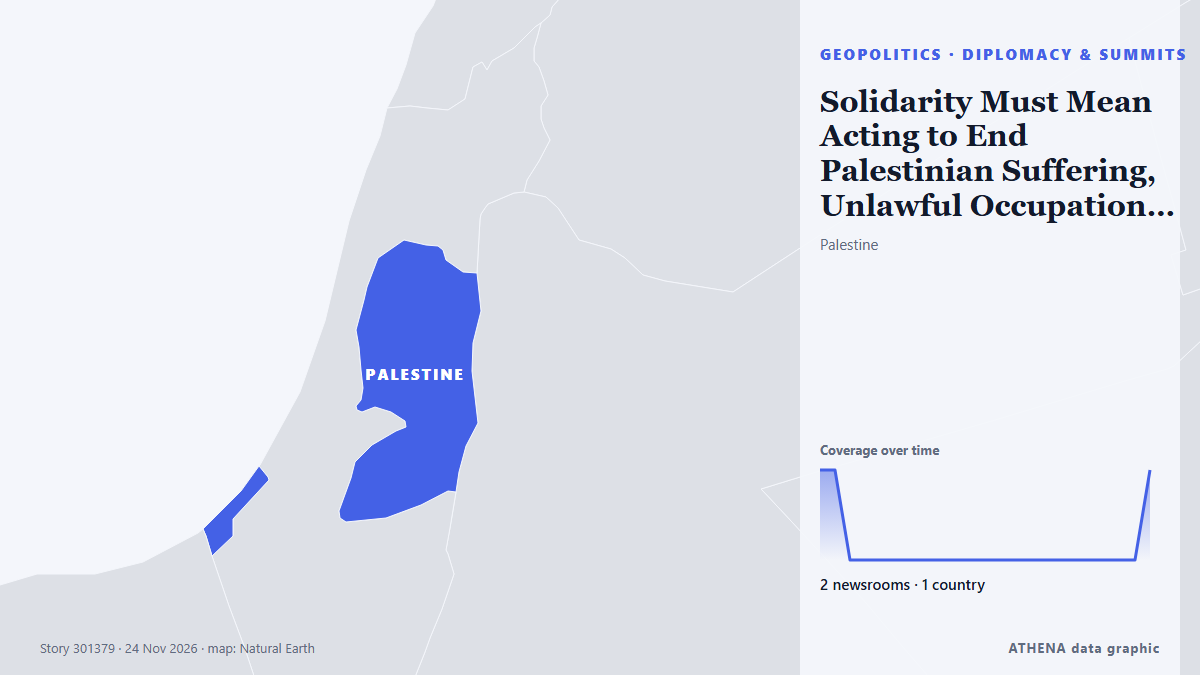 GEOPOLITICS · DIPLOMACY & SUMMITS
Solidarity Must Mean
Acting to End
Palestinian Suffering,
Unlawful Occupation...
Palestine
PALESTINE
Coverage over time
2 newsrooms · 1 country
Story 301379 · 24 Nov 2026 · map: Natural Earth
ATHENA data graphic